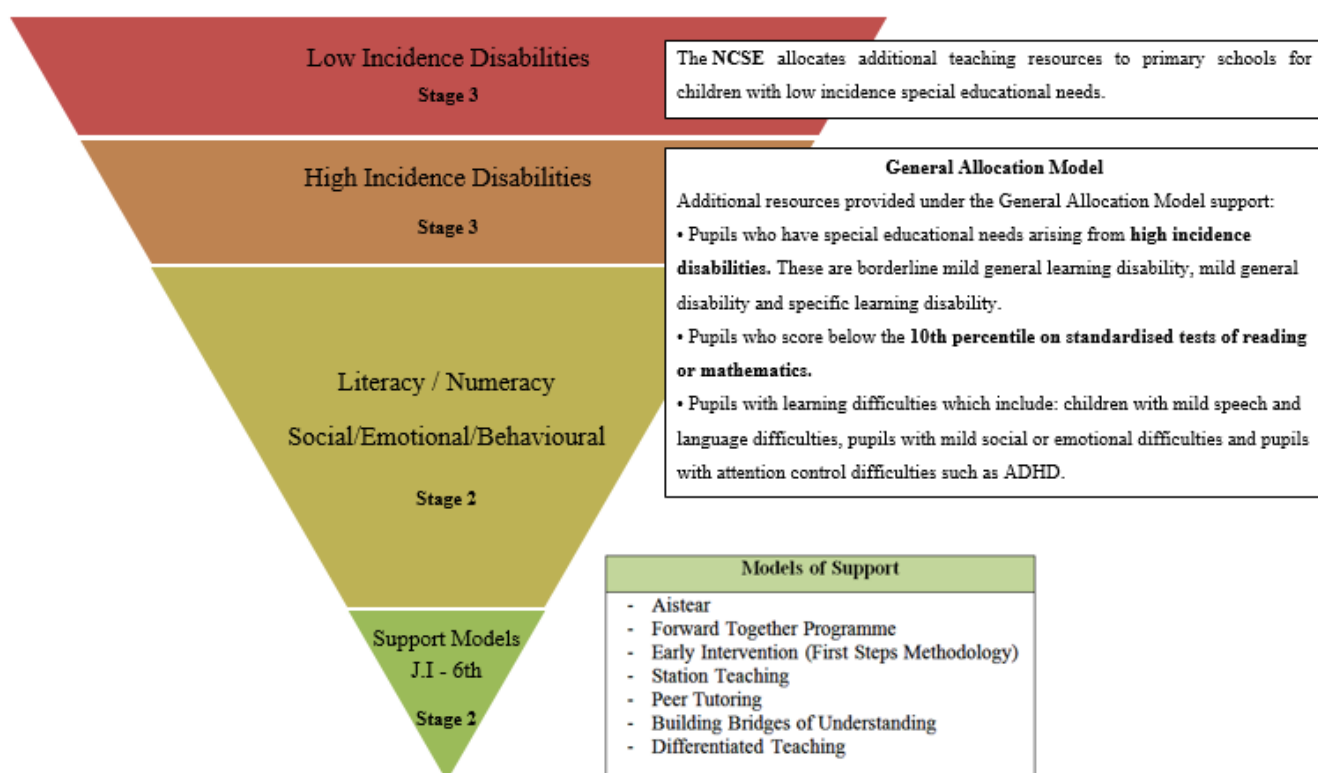 Low Incidence Disabilities
Stage 3
The NCSE allocates additional teaching resources to primary schools for
children with low incidence special educational needs.
High Incidence Disabilities
Stage 3
General Allocation Model
Additional resources provided under the General Allocation Model support:
• Pupils who have special educational needs arising from high incidence
disabilities. These are borderline mild general learning disability, mild general
disability and specific learning disability.
• Pupils who score below the 10th percentile on standardised tests of reading
or mathematics.
• Pupils with learning difficulties which include: children with mild speech and
language difficulties, pupils with mild social or emotional difficulties and pupils
with attention control difficulties such as ADHD.
Literacy / Numeracy
Social/Emotional/Behavioural
Stage 2
Support Models
J.I - 6th
Stage 2
Models of Support
- Aistear
- Forward Together Programme
- Early Intervention (First Steps Methodology)
- Station Teaching
- Peer Tutoring
- Building Bridges of Understanding
- Differentiated Teaching